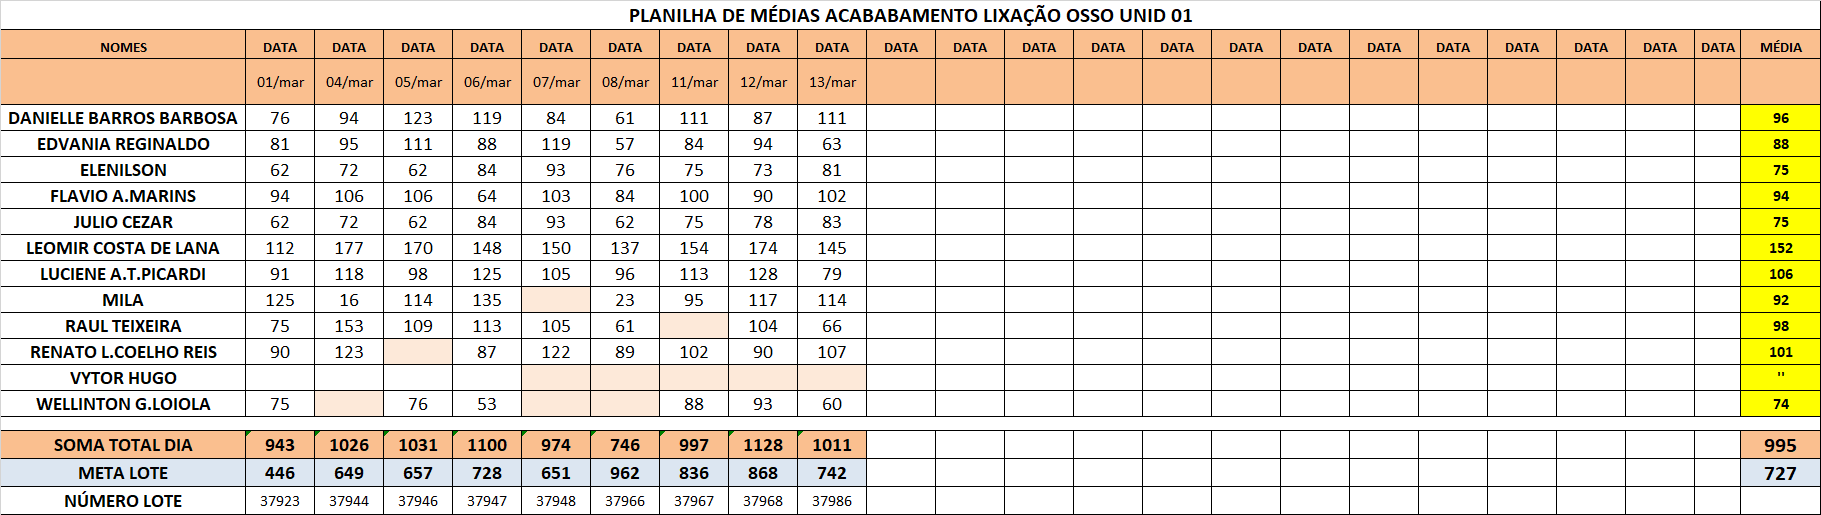 PLANILHA DE MÉDIAS ACABABAMENTO LIXAÇÃO OSSO UNID 01
NOMES DATA DATA DATA DATA DATA DATA DATA DATA DATA DATA DATA DATA DATA DATA DATA DATA DATA DATA DATA DATA DATA DATA MÉDIA
01/mar 04/mar 05/mar 06/mar 07/mar 08/mar 11/mar 12/mar 13/mar
DANIELLE BARROS BARBOSA 76 94 123 119 84 61 111 87 111 96
EDVANIA REGINALDO 81 95 111 88 119 57 84 94 63 88
ELENILSON 62 72 62 84 93 76 75 73 81 75
FLAVIO A.MARINS 94 106 106 64 103 84 100 90 102 94
JULIO CEZAR 62 72 62 84 93 62 75 78 83 75
LEOMIR COSTA DE LANA 112 177 170 148 150 137 154 174 145 152
LUCIENE A.T.PICARDI 91 118 98 125 105 96 113 128 79 106
MILA 125 16 114 135 23 95 117 114 92
RAUL TEIXEIRA 75 153 109 113 105 61 104 66 98
RENATO L.COELHO REIS 90 123 87 122 89 102 90 107 101
VYTOR HUGO ''
WELLINTON G.LOIOLA 75 76 53 88 93 60 74
SOMA TOTAL DIA 943 1026 1031 1100 974 746 997 1128 1011 995
META LOTE 446 649 657 728 651 962 836 868 742 727
NÚMERO LOTE 37923 37944 37946 37947 37948 37966 37967 37968 37986